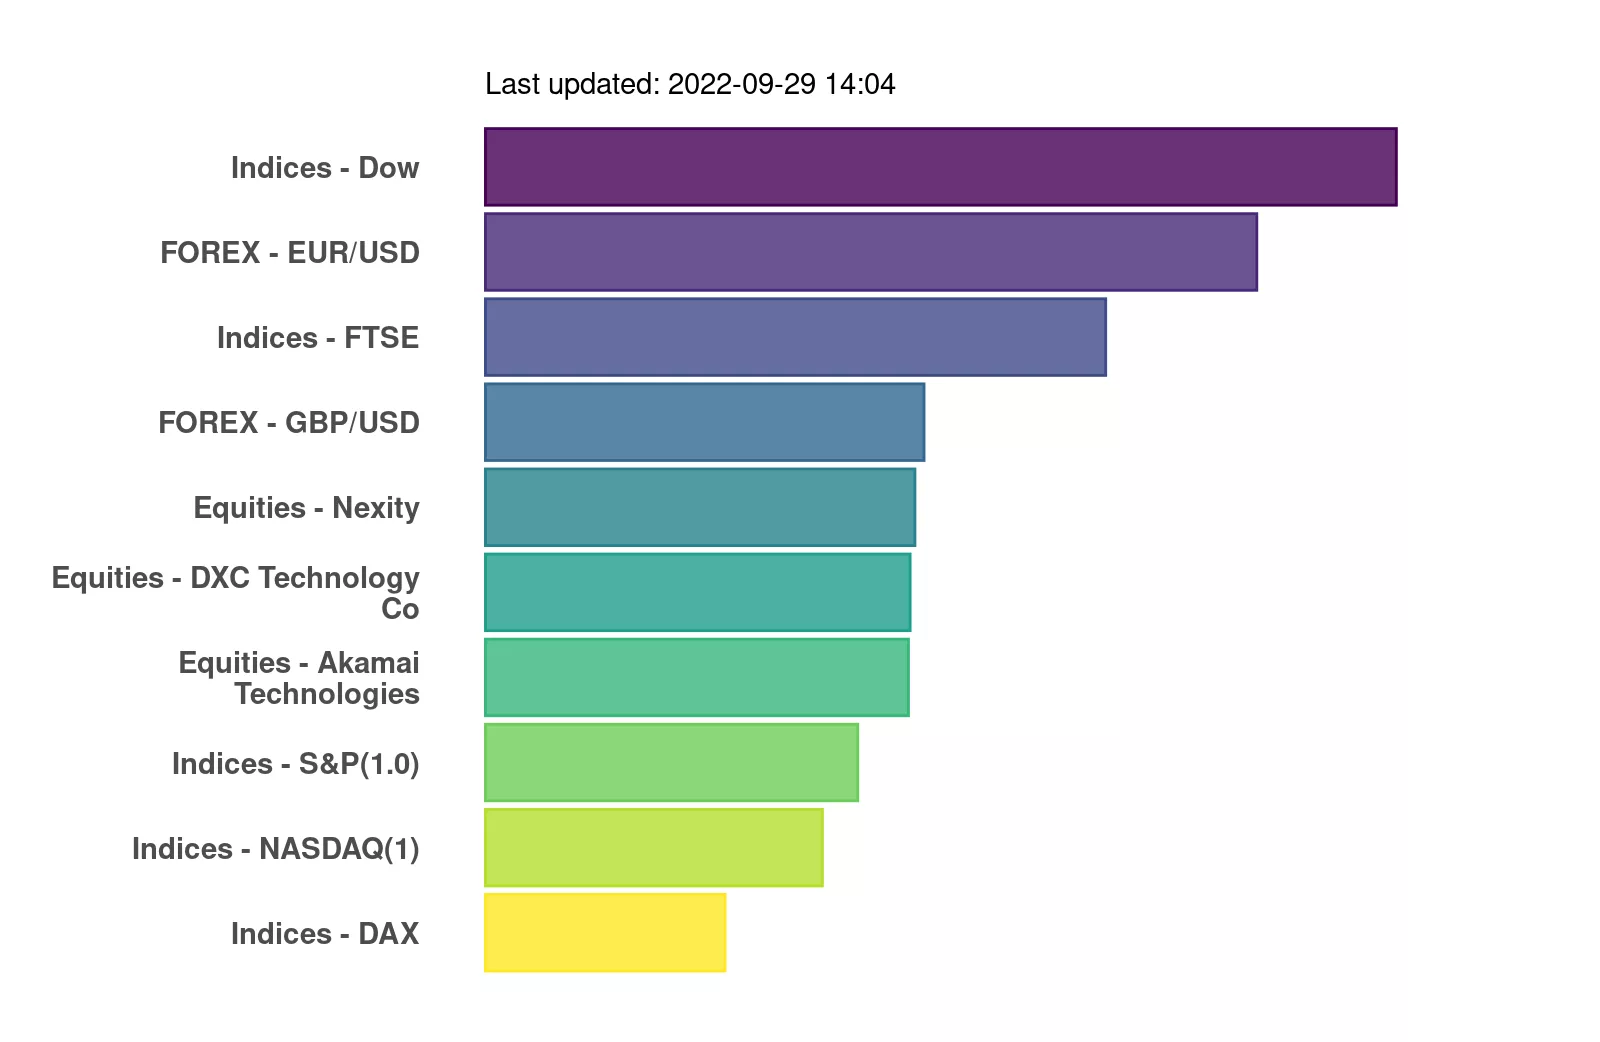 Last updated: 2022-09-29 14:04
Indices - Dow
FOREX - EUR/USD
Indices - FTSE
FOREX - GBP/USD
Equities - Nexity
Equities - DXC Technology
Co
Equities - Akamai
Technologies
Indices - S&P(1.0)
Indices - NASDAQ(1)
Indices - DAX